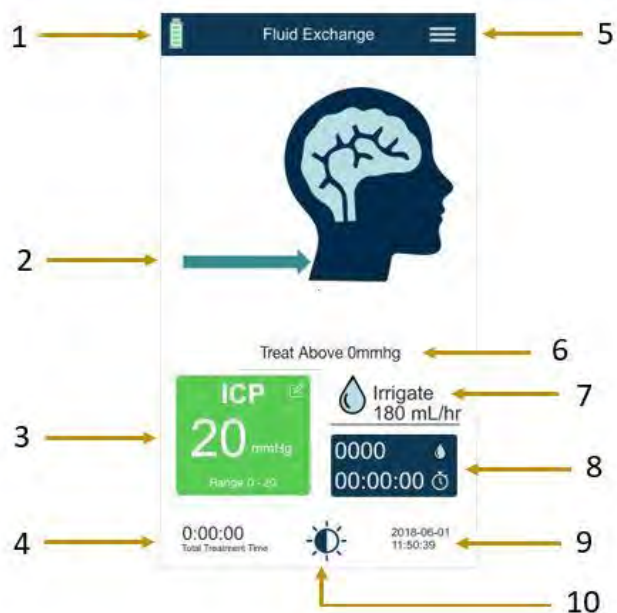 1
Fluid Exchange
5
2
Treat Above 0mmhg
6
ICP
20 mmHg
Range 0 - 20
3
Irrigate
180 mL/hr
7
0000
00:00:00
8
0:00:00
Total Treatment Time
4
2018-06-01
11:50:39
9
10